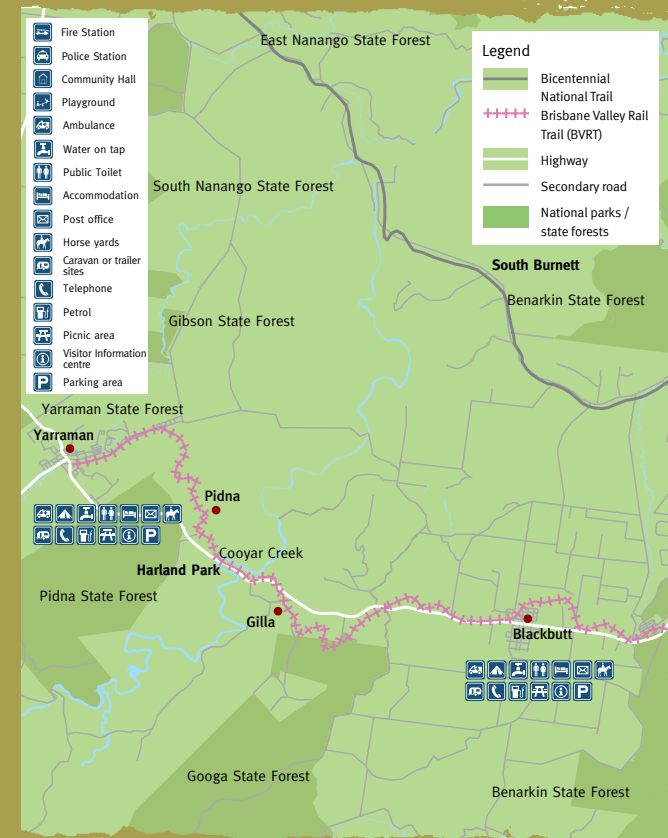 Fire Station
Police Station
Community Hall
Playground
Ambulance
Water on tap
Public Toilet
Accommodation
Post office
Horse yards
Caravan or trailer
sites
Telephone
Petrol
Picnic area
Visitor Information
centre
Parking area
Legend
Bicentennial
National Trail
Brisbane Valley Rail
Trail (BVRT)
Highway
Secondary road
National parks /
state forests
East Nanango State Forest
South Nanango State Forest
South Burnett
Benarkin State Forest
Gibson State Forest
Yarraman State Forest
Yarraman
Pidna
Cooyar Creek
Harland Park
Pidna State Forest
Gilla
Blackbutt
Googa State Forest
Benarkin State Forest